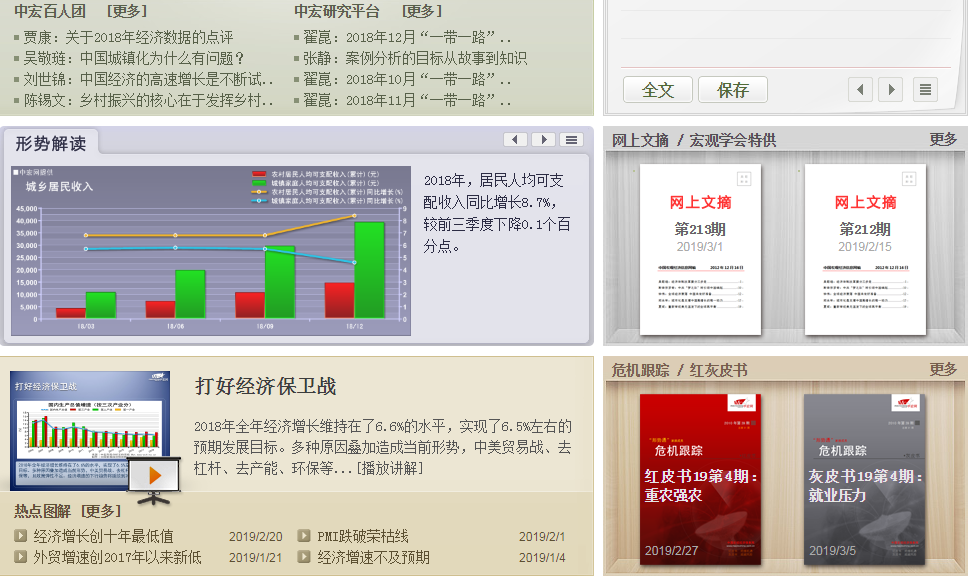 中宏百人团 [更多]
中宏研究平台 [更多]
贾康：关于2018年经济数据的点评
吴敬琏：中国城镇化为什么有问题？
刘世锦：中国经济的高速增长是不断试..
陈锡文：乡村振兴的核心在于发挥乡村..
翟崑：2018年12月“一带一路”..
张静：案例分析的目标从故事到知识
翟崑：2018年10月“一带一路”..
翟崑：2018年11月“一带一路”..
全文 保存
形势解读
■中宏网提供
城乡居民收入
农村居民人均可支配收入(累计)(元)
城镇家庭人均可支配收入(累计)(元)
农村居民人均可支配收入(累计)同比增长(%)
城镇家庭人均可支配收入(累计)同比增长(%)
45,000 9
40,000 8
35,000 7
30,000 6
25,000 5
20,000 4
15,000 3
10,000 2
5,000 1
0 0
18/03 18/06 18/09 18/12
2018年，居民人均可支
配收入同比增长8.7%，
较前三季度下降0.1个百
分点。
网上文摘 / 宏观学会特供 更多
网上文摘
第213期
2019/3/1
2012 年 12 月 16 日
网上文摘
第212期
2019/2/15
2012 年 12 月 16 日
打好经济保卫战
国内生产总值增速（按三次产业分）
打好经济保卫战
2018年全年经济增长维持在了6.6%的水平，实现了6.5%左右的
预期发展目标。多种原因叠加造成当前形势，中美贸易战、去
杠杆、去产能、环保等...[播放讲解]
热点图解 [更多]
经济增长创十年最低值 2019/2/20
外贸增速创2017年以来新低 2019/1/21
PMI跌破荣枯线 2019/2/1
经济增速不及预期 2019/1/4
危机跟踪 / 红灰皮书 更多
危机跟踪
红皮书19第4期：
重农强农
2019/2/27
危机跟踪
灰皮书19第4期：
就业压力
2019/3/5